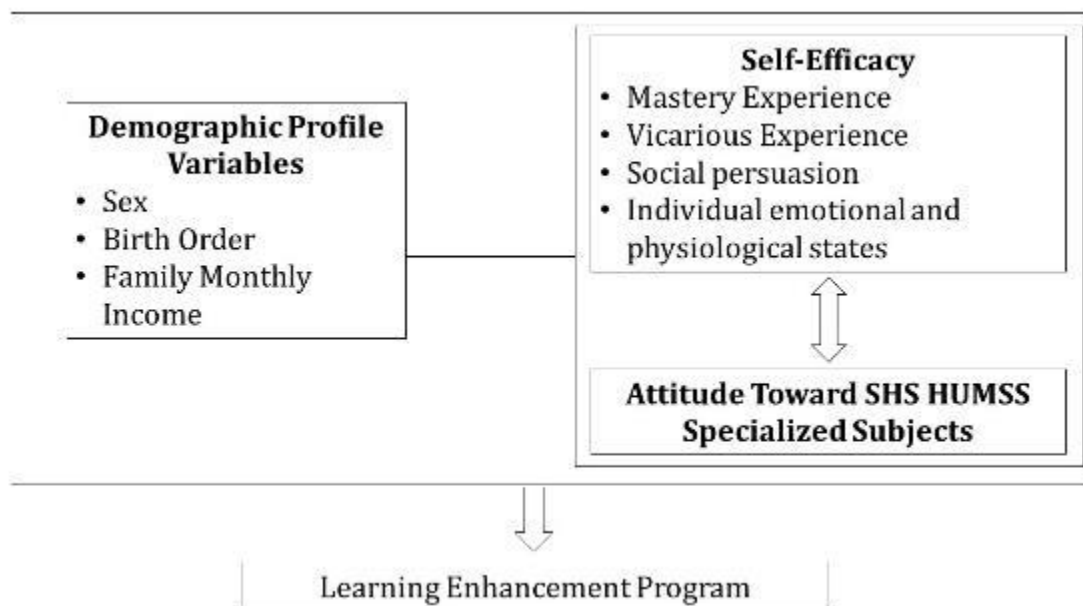 Demographic Profile
Variables
• Sex
• Birth Order
• Family Monthly
Income
Self-Efficacy
• Mastery Experience
• Vicarious Experience
• Social persuasion
• Individual emotional and
physiological states
Attitude Toward SHS HUMSS
Specialized Subjects
Learning Enhancement Program